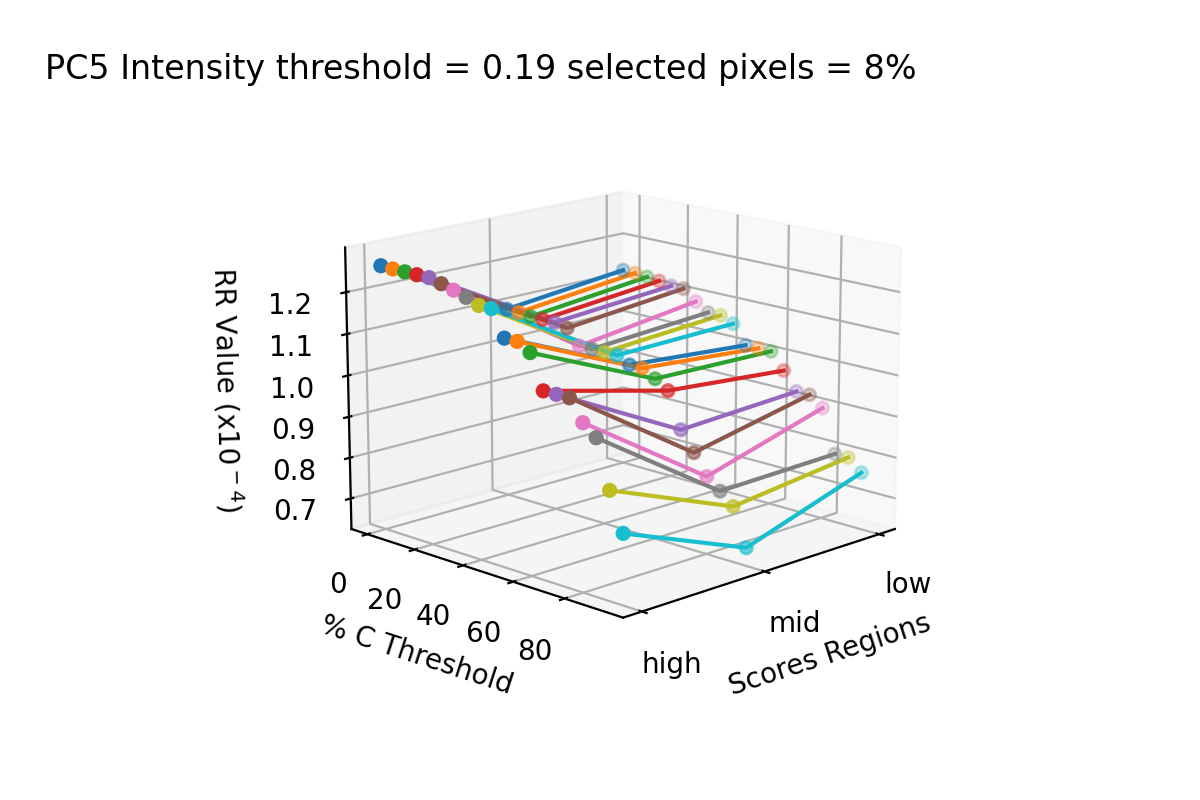 PC5 Intensity threshold = 0.19 selected pixels = 8%
RR Value (x10⁻⁴)
1.2
1.1
1.0
0.9
0.8
0.7
0
20
40
60
80
% C Threshold
high
mid
low
Scores Regions